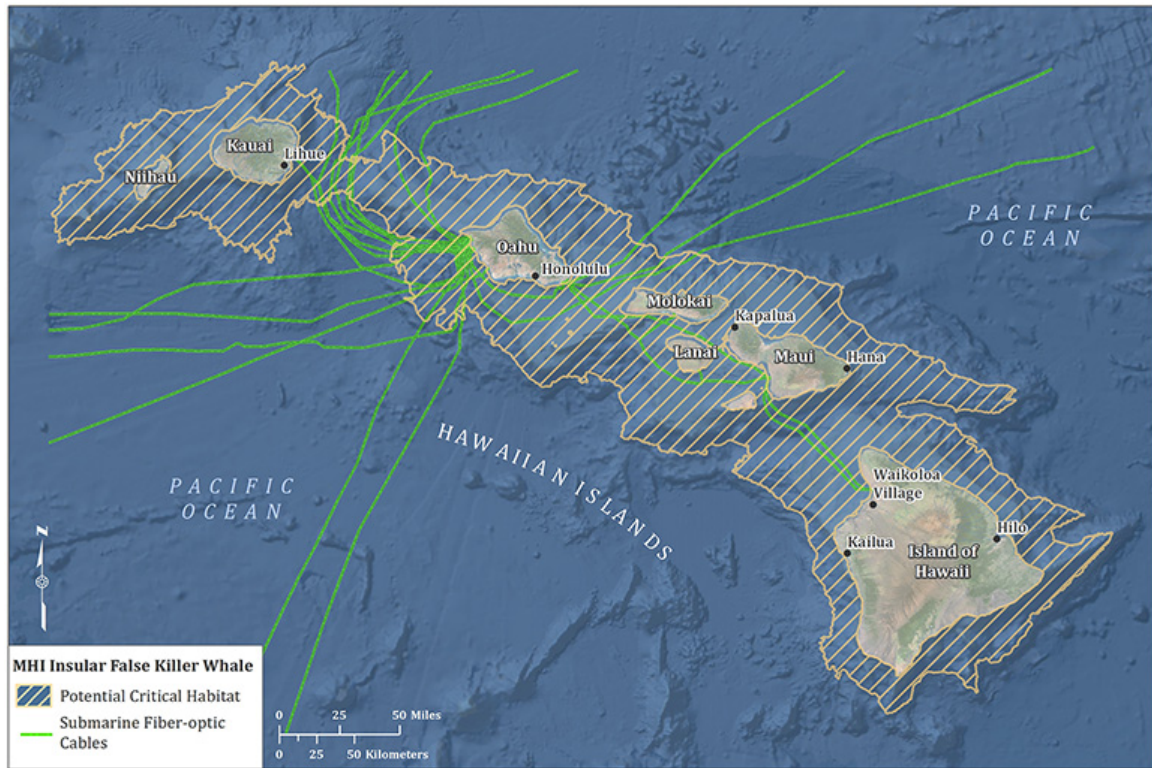 Kauai
Lihue
Niihau
PACIFIC
OCEAN
Oahu
Honolulu
Molokai
Kapalua
Lanai
Maui
Hana
HAWAIIAN ISLANDS
PACIFIC
OCEAN
Waikoloa
Village
Hilo
Kailua
Island of
Hawaii
N
MHI Insular False Killer Whale
Potential Critical Habitat
Submarine Fiber-optic
Cables
0 25 50 Miles
0 25 50 Kilometers